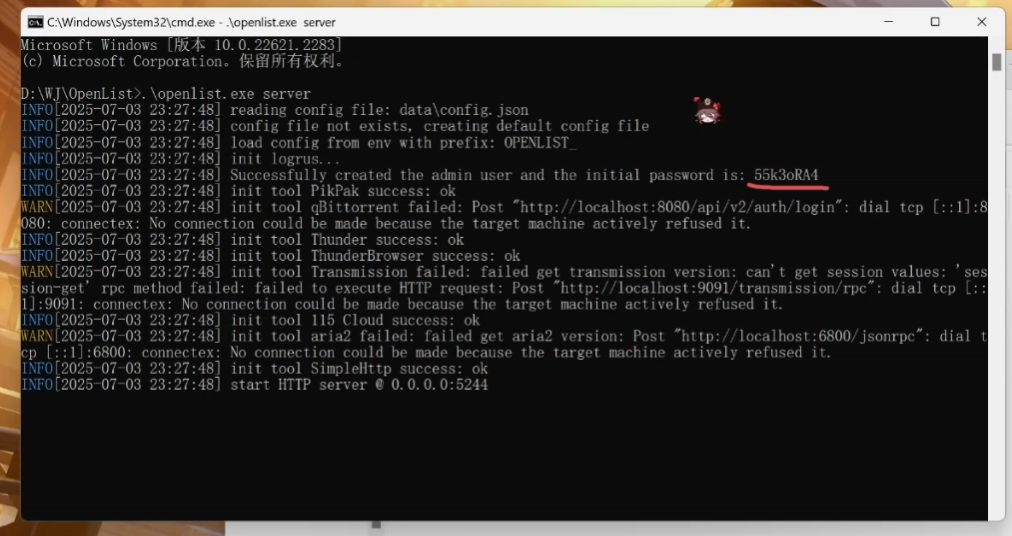 C:\Windows\System32\cmd.exe - .\openlist.exe  server
Microsoft Windows [版本 10.0.22621.2283]
(c) Microsoft Corporation。保留所有权利。
D:\WJ\OpenList>.\openlist.exe server
INFO[2025-07-03 23:27:48] reading config file: data\config.json
INFO[2025-07-03 23:27:48] config file not exists, creating default config file
INFO[2025-07-03 23:27:48] load config from env with prefix: OPENLIST_
INFO[2025-07-03 23:27:48] init logrus...
INFO[2025-07-03 23:27:48] Successfully created the admin user and the initial password is: 55k3oRA4
INFO[2025-07-03 23:27:48] init tool PikPak success: ok
WARN[2025-07-03 23:27:48] init tool qBittorrent failed: Post "http://localhost:8080/api/v2/auth/login": dial tcp [::1]:8
080: connectex: No connection could be made because the target machine actively refused it.
INFO[2025-07-03 23:27:48] init tool Thunder success: ok
INFO[2025-07-03 23:27:48] init tool ThunderBrowser success: ok
WARN[2025-07-03 23:27:48] init tool Transmission failed: failed get transmission version: can't get session values: 'ses
sion-get' rpc method failed: failed to execute HTTP request: Post "http://localhost:9091/transmission/rpc": dial tcp [::
1]:9091: connectex: No connection could be made because the target machine actively refused it.
INFO[2025-07-03 23:27:48] init tool 115 Cloud success: ok
WARN[2025-07-03 23:27:48] init tool aria2 failed: failed get aria2 version: Post "http://localhost:6800/jsonrpc": dial t
cp [::1]:6800: connectex: No connection could be made because the target machine actively refused it.
INFO[2025-07-03 23:27:48] init tool SimpleHttp success: ok
INFO[2025-07-03 23:27:48] start HTTP server @ 0.0.0.0:5244